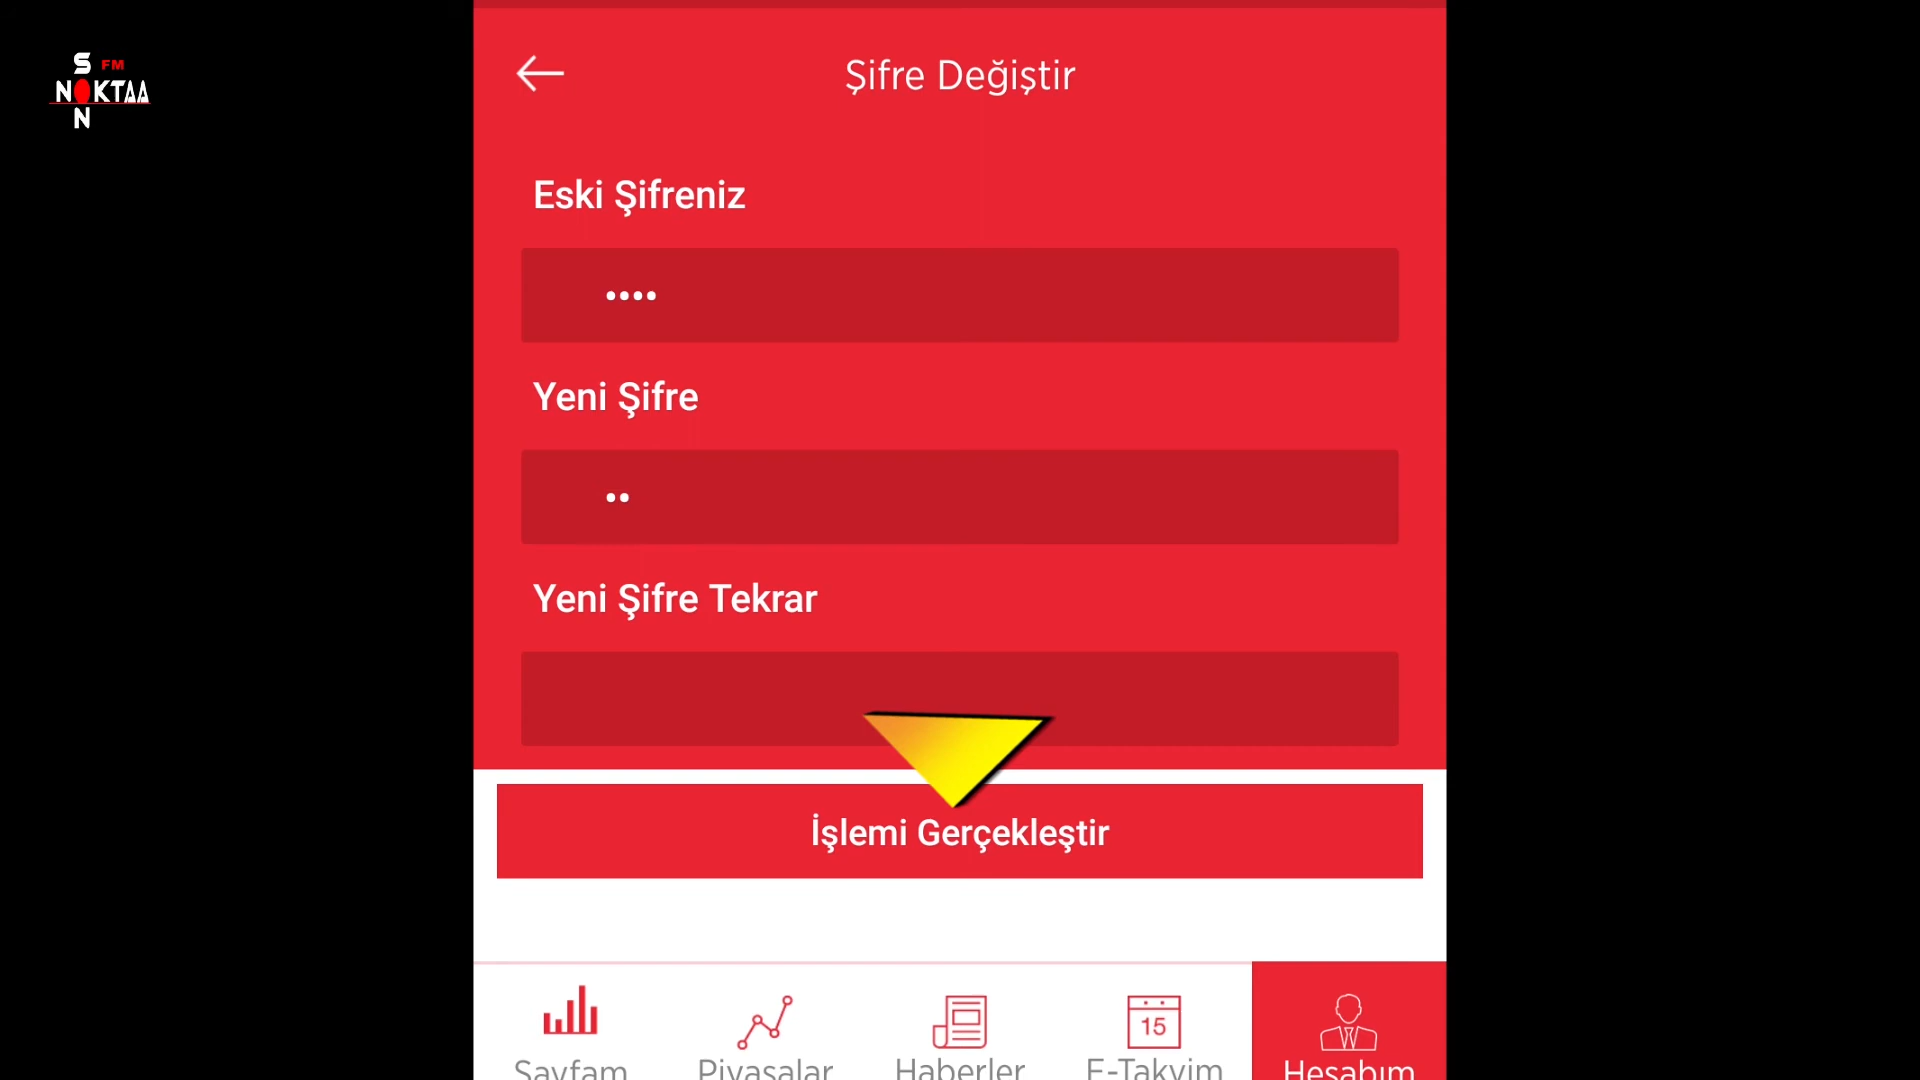 S FM
NOKTAA
N
Şifre Değiştir
Eski Şifreniz
••••
Yeni Şifre
••
Yeni Şifre Tekrar
İşlemi Gerçekleştir
15
Sayfam Piyasalar Haberler E-Takvim Hesabım